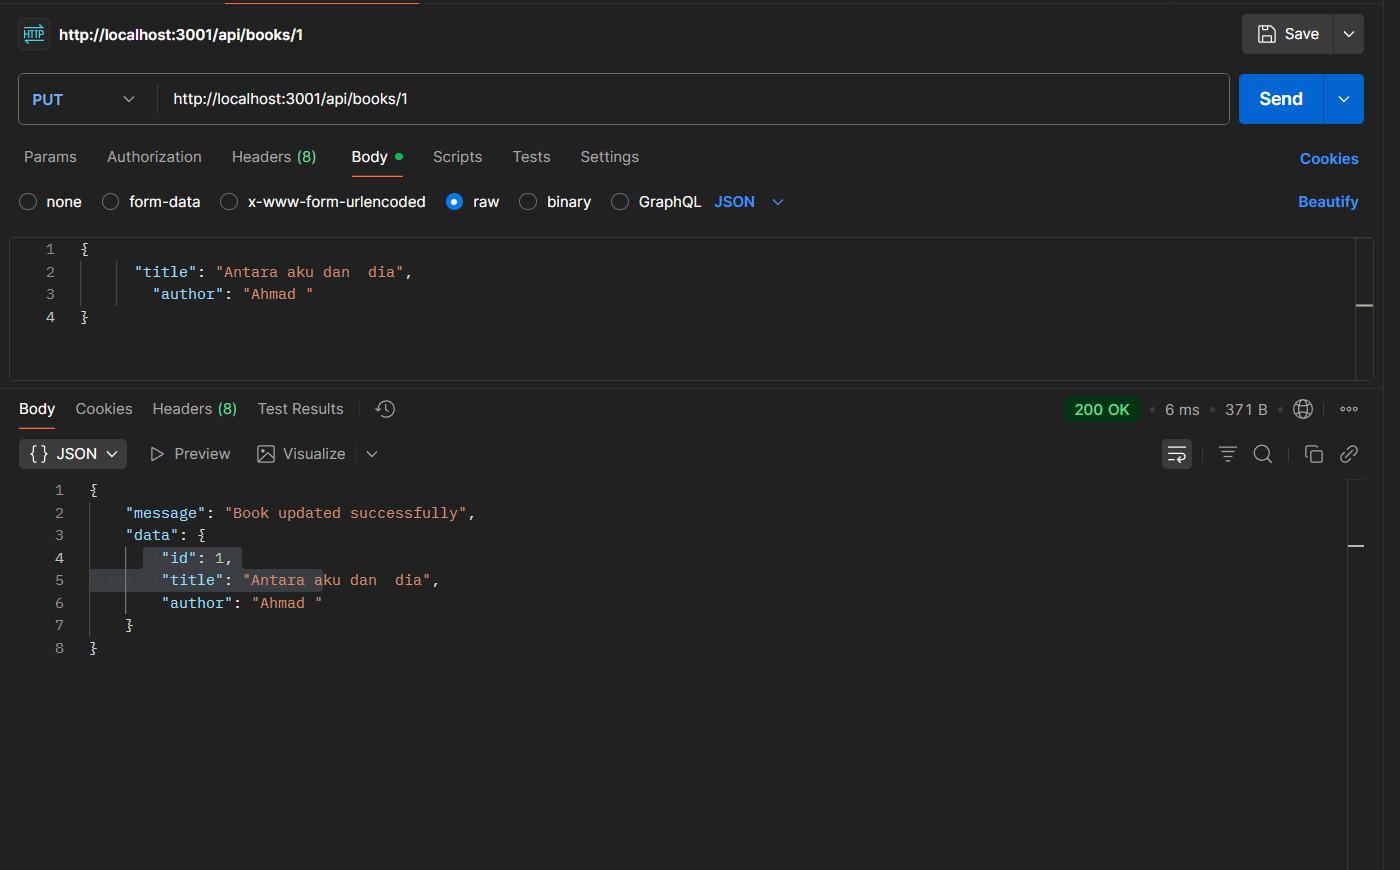 HTTP http://localhost:3001/api/books/1 Save
PUT http://localhost:3001/api/books/1 Send
Params Authorization Headers (8) Body Scripts Tests Settings Cookies
none form-data x-www-form-urlencoded raw binary GraphQL JSON Beautify
1 {
2 "title": "Antara aku dan  dia",
3 "author": "Ahmad "
4 }
Body Cookies Headers (8) Test Results 200 OK • 6 ms • 371 B •
{} JSON Preview Visualize
1 {
2 "message": "Book updated successfully",
3 "data": {
4 "id": 1,
5 "title": "Antara aku dan  dia",
6 "author": "Ahmad "
7 }
8 }